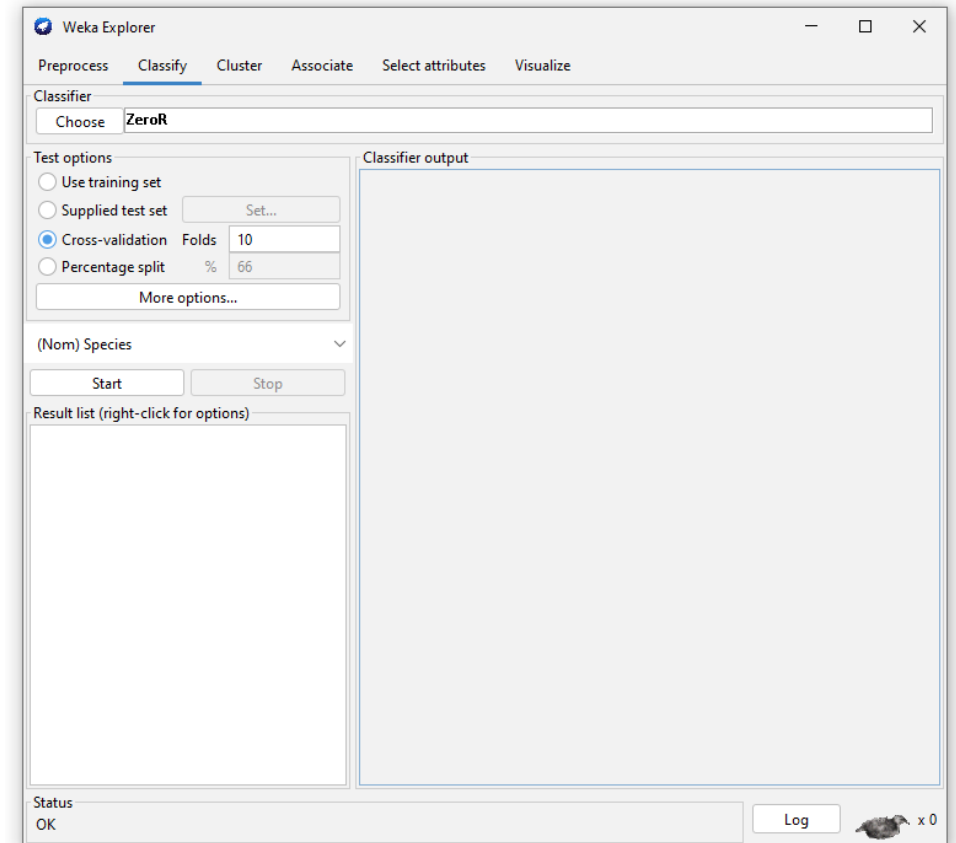 Weka Explorer
Preprocess Classify Cluster Associate Select attributes Visualize
Classifier
Choose ZeroR
Test options
Use training set
Supplied test set Set...
Cross-validation Folds 10
Percentage split % 66
More options...
(Nom) Species
Start Stop
Result list (right-click for options)
Classifier output
Status
OK
Log x 0